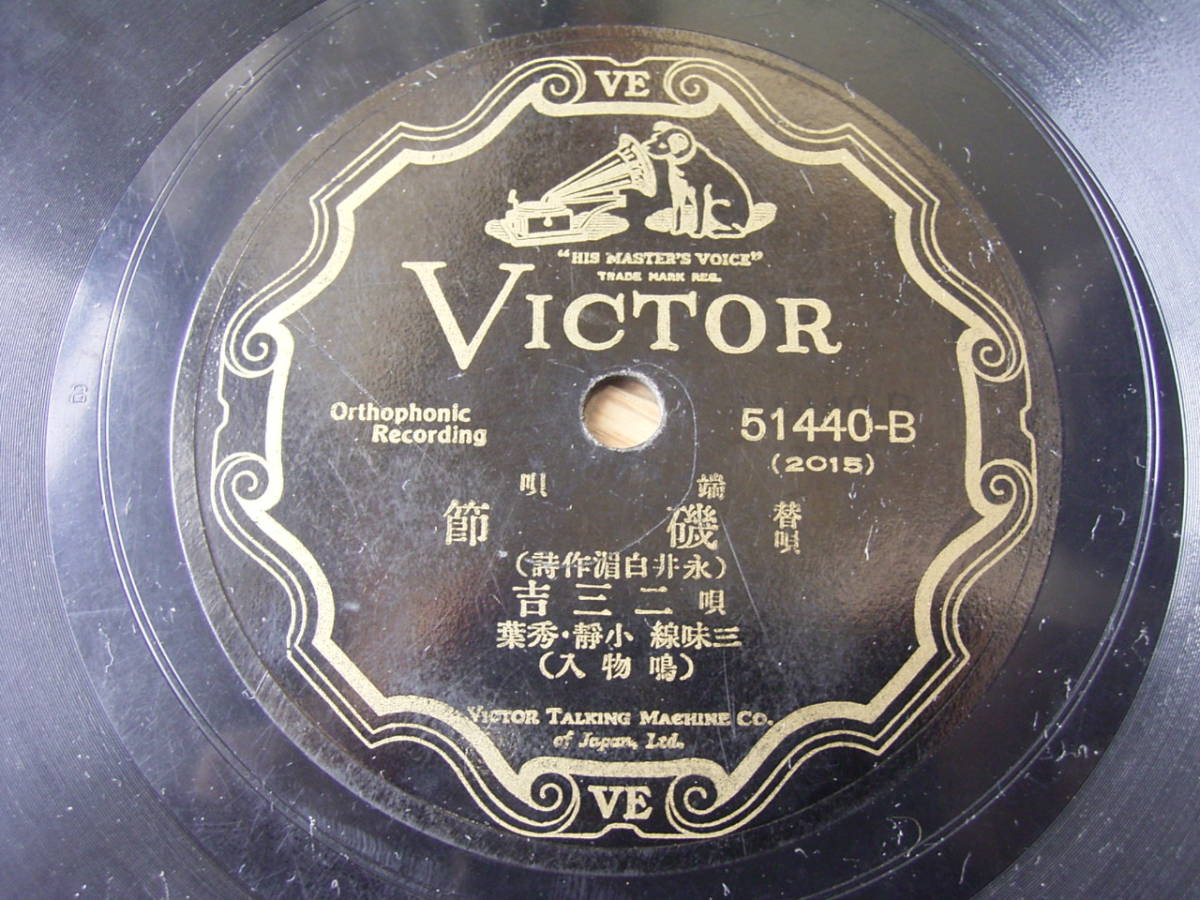 VE
"HIS MASTER'S VOICE"
TRADE MARK REG.
VICTOR
Orthophonic
Recording
51440-B
(2015)
唄 端
節 磯 替唄
(詩作湄白井永)
吉三二 唄
葉秀・靜小 線味三
(入物鳴)
VICTOR TALKING MACHINE CO.
of Japan, Ltd.
VE